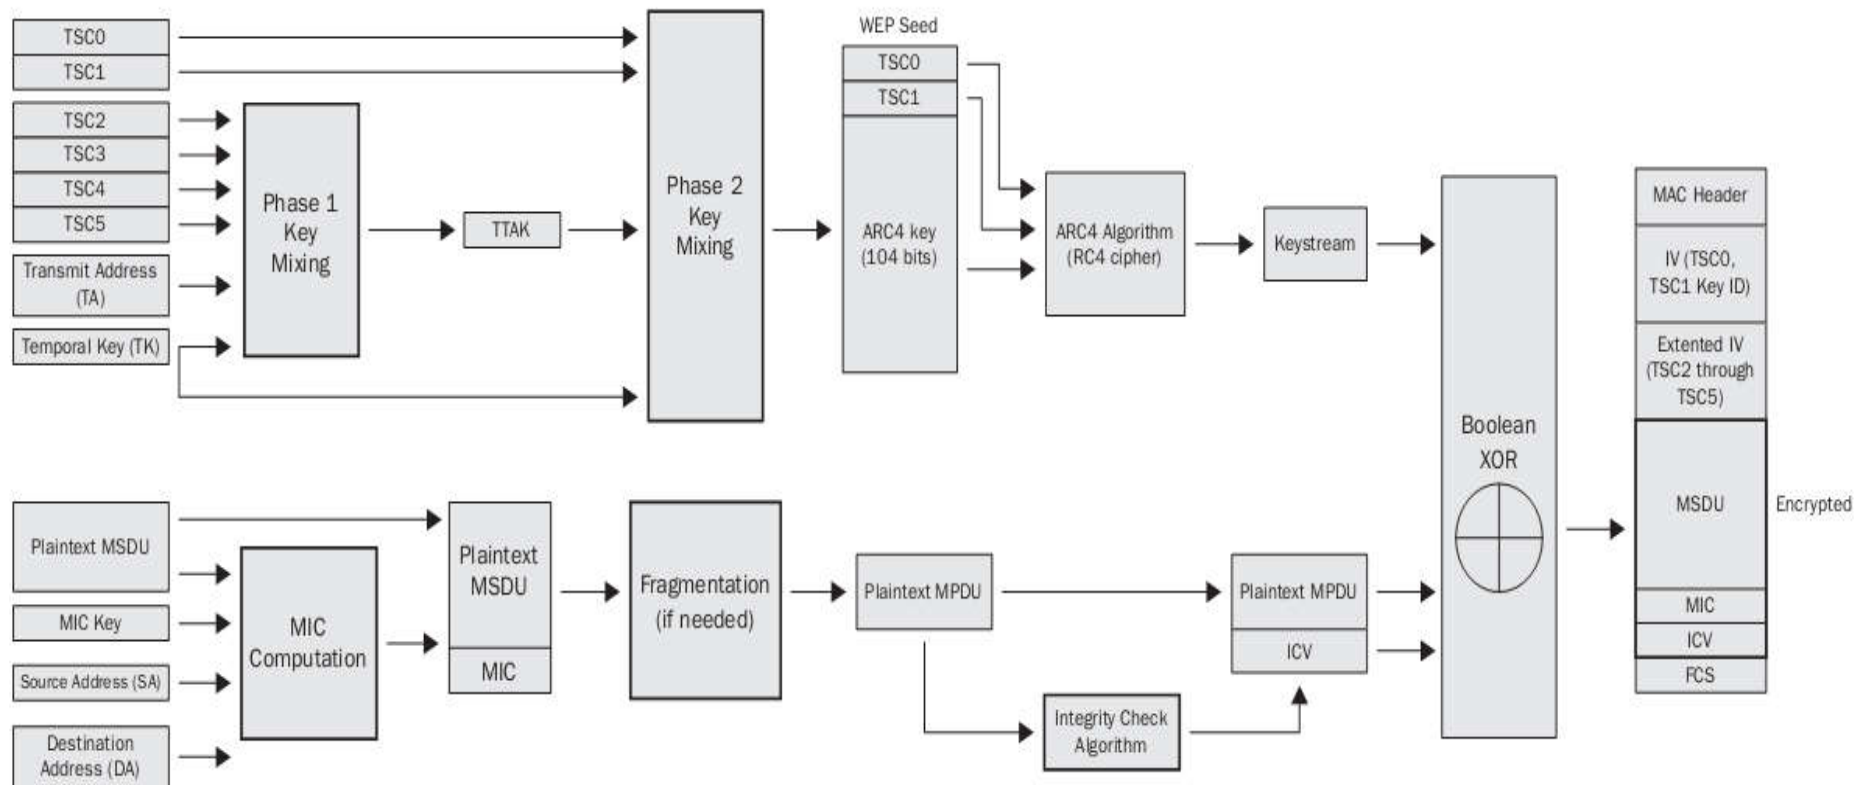 TSC0
TSC1
TSC2
TSC3
TSC4
TSC5
Transmit Address
(TA)
Temporal Key (TK)
Phase 1
Key
Mixing
TTAK
Phase 2
Key
Mixing
WEP Seed
TSC0
TSC1
ARC4 key
(104 bits)
ARC4 Algorithm
(RC4 cipher)
Keystream
Plaintext MSDU
MIC Key
Source Address (SA)
Destination
Address (DA)
MIC
Computation
Plaintext
MSDU
MIC
Fragmentation
(if needed)
Plaintext MPDU
Integrity Check
Algorithm
Plaintext MPDU
ICV
Boolean
XOR
MAC Header
IV (TSC0,
TSC1 Key ID)
Extented IV
(TSC2 through
TSC5)
MSDU
Encrypted
MIC
ICV
FCS